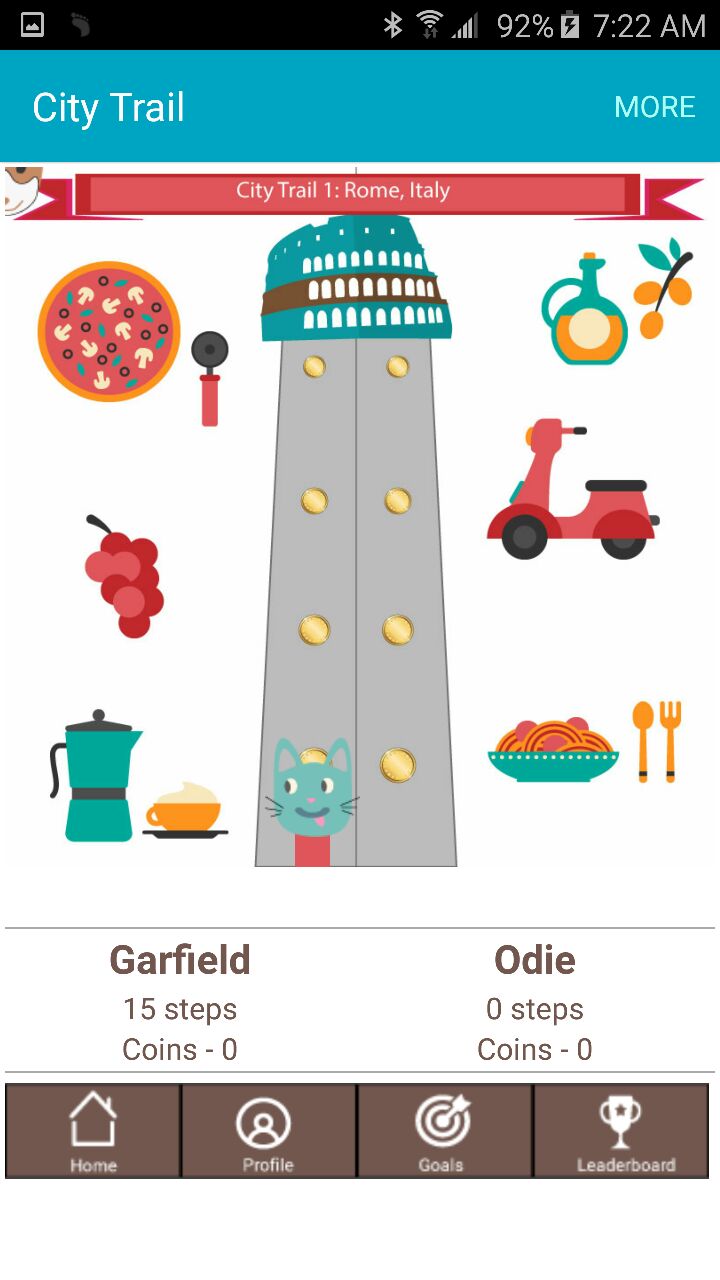 92% 7:22 AM
City Trail MORE
City Trail 1: Rome, Italy
Garfield Odie
15 steps 0 steps
Coins - 0 Coins - 0
Home Profile Goals Leaderboard